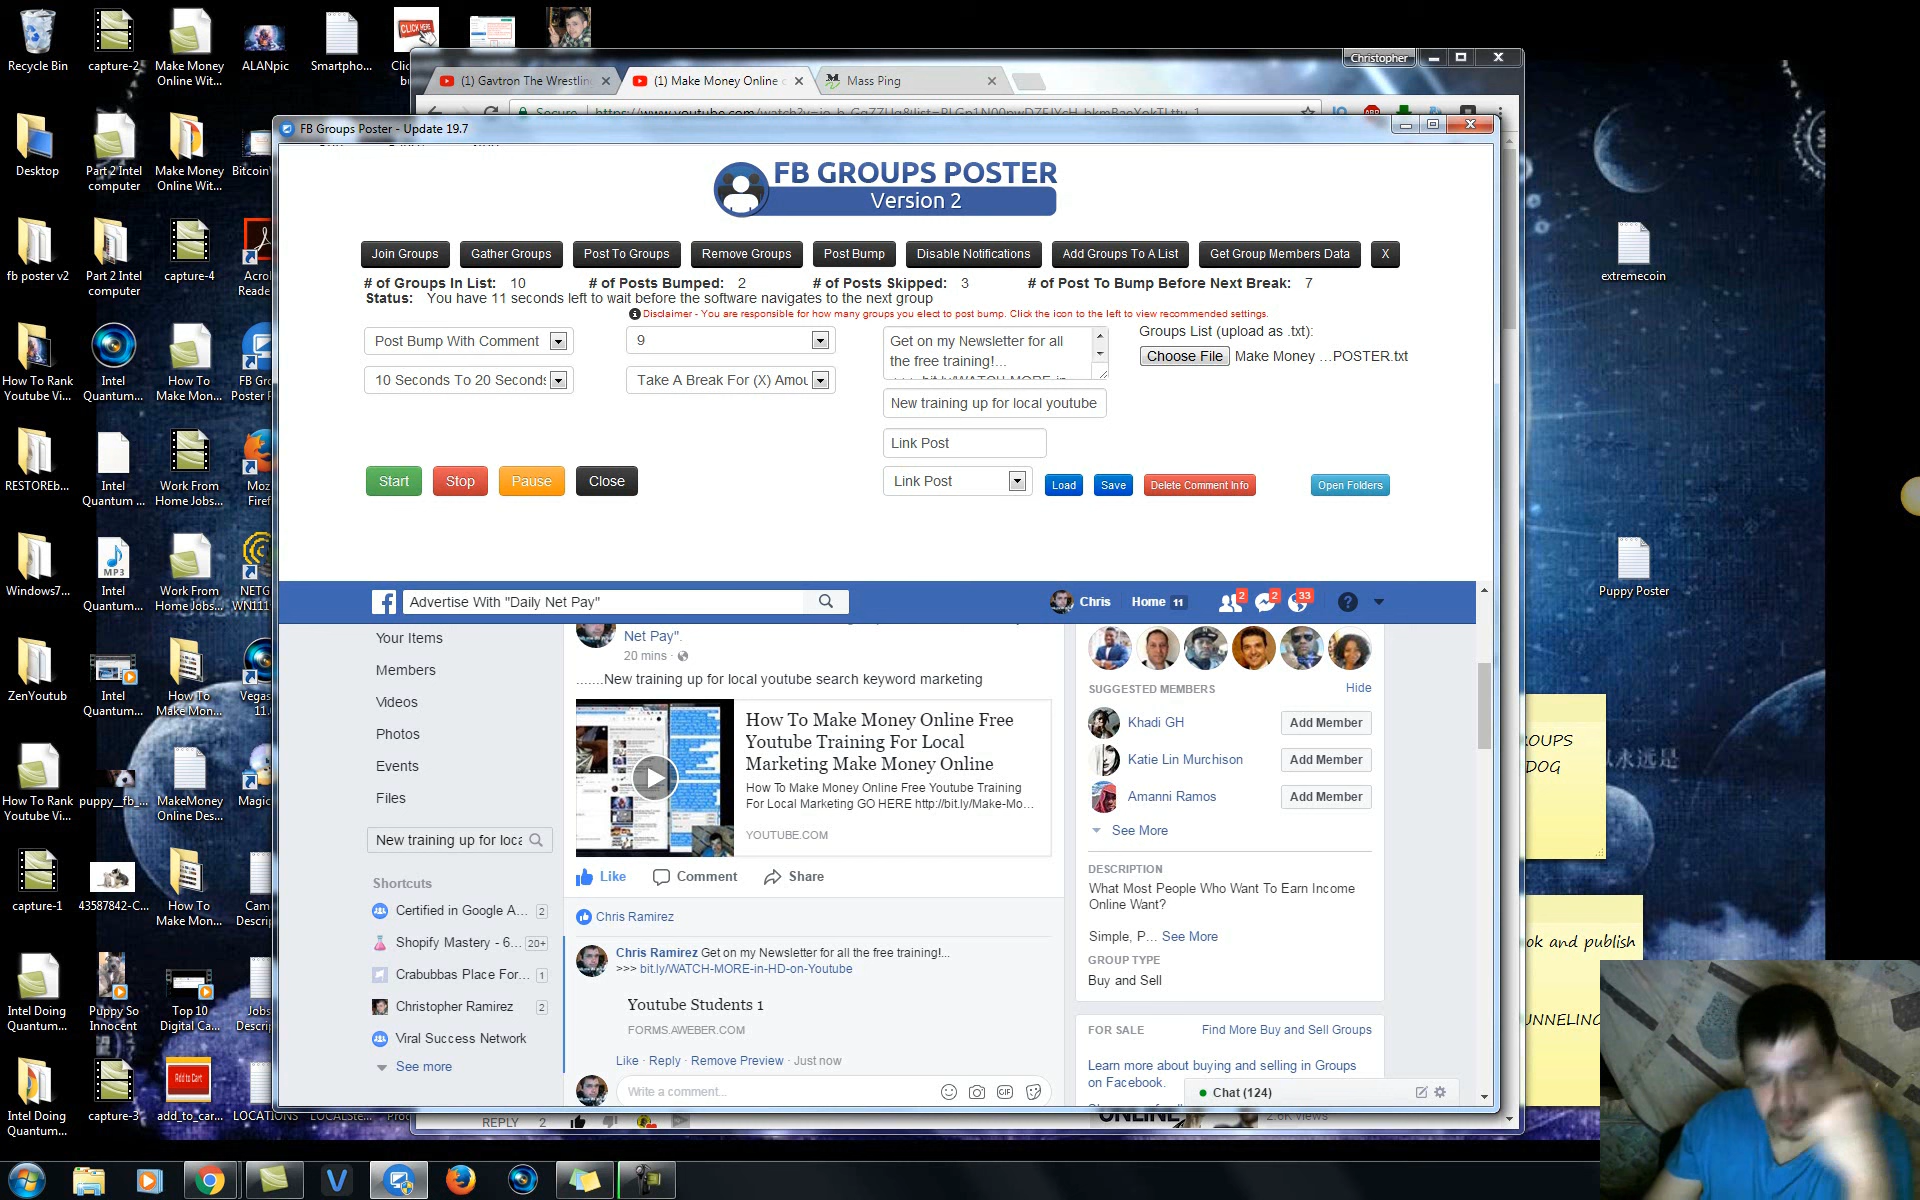 Recycle Bin
capture-2
Make Money
Online Wit...
ALANpic
Smartpho...
Christopher
(1) Gavtron The Wrestlin
(1) Make Money Online
Mass Ping
Secure
FB Groups Poster - Update 19.7
FB GROUPS POSTER
Version 2
Join Groups
Gather Groups
Post To Groups
Remove Groups
Post Bump
Disable Notifications
Add Groups To A List
Get Group Members Data
X
# of Groups In List: 10
# of Posts Bumped: 2
# of Posts Skipped: 3
# of Post To Bump Before Next Break: 7
Status: You have 11 seconds left to wait before the software navigates to the next group
Disclaimer - You are responsible for how many groups you elect to post bump. Click the icon to the left to view recommended settings.
Post Bump With Comment
9
Get on my Newsletter for all
the free training!...
Groups List (upload as .txt):
Choose File
Make Money ...POSTER.txt
10 Seconds To 20 Seconds
Take A Break For (X) Amou
New training up for local youtube
Link Post
Start
Stop
Pause
Close
Link Post
Load
Save
Delete Comment Info
Open Folders
Advertise With "Daily Net Pay"
Chris
Home 11
2
2
33
Your Items
Members
Videos
Photos
Events
Files
New training up for loca
Shortcuts
Certified in Google A... 2
Shopify Mastery - 6... 20+
Crabubbas Place For... 1
Christopher Ramirez 2
Viral Success Network
See more
Net Pay".
20 mins
.......New training up for local youtube search keyword marketing
How To Make Money Online Free
Youtube Training For Local
Marketing Make Money Online
How To Make Money Online Free Youtube Training
For Local Marketing GO HERE http://bit.ly/Make-Mo...
YOUTUBE.COM
Like
Comment
Share
Chris Ramirez
Chris Ramirez Get on my Newsletter for all the free training!...
>>> bit.ly/WATCH-MORE-in-HD-on-Youtube
Youtube Students 1
FORMS.AWEBER.COM
Like · Reply · Remove Preview · Just now
Write a comment...
GIF
SUGGESTED MEMBERS
Hide
Khadi GH
Add Member
Katie Lin Murchison
Add Member
Amanni Ramos
Add Member
See More
DESCRIPTION
What Most People Who Want To Earn Income
Online Want?
Simple, P... See More
GROUP TYPE
Buy and Sell
FOR SALE
Find More Buy and Sell Groups
Learn more about buying and selling in Groups
on Facebook.
Chat (124)
REPLY 2
Desktop
Part 2 Intel
computer
Make Money
Online Wit...
fb poster v2
Part 2 Intel
computer
capture-4
How To Rank
Youtube Vi...
Intel
Quantum...
How To
Make Mon...
RESTOREb...
Intel
Quantum ...
Work From
Home Jobs...
Windows7...
MP3
Intel
Quantum...
Work From
Home Jobs...
ZenYoutub
Intel
Quantum...
How To
Make Mon...
How To Rank
Youtube Vi...
puppy__fb_...
MakeMoney
Online Des...
capture-1
43587842-C...
How To
Make Mon...
Intel Doing
Quantum...
Puppy So
Innocent
Top 10
Digital Ca...
Intel Doing
Quantum...
capture-3
Add to Cart
add_to_car...
LOCATIONS
extremecoin
Puppy Poster
DOG
ok and publish